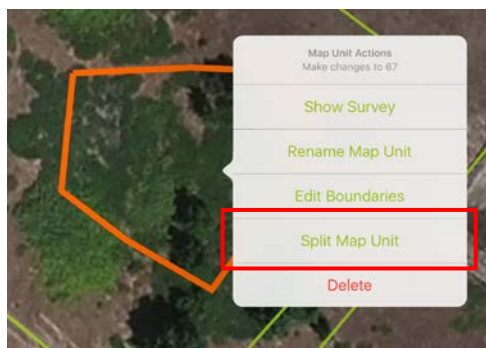 Map Unit Actions
Make changes to 67
Show Survey
Rename Map Unit
Edit Boundaries
Split Map Unit
Delete